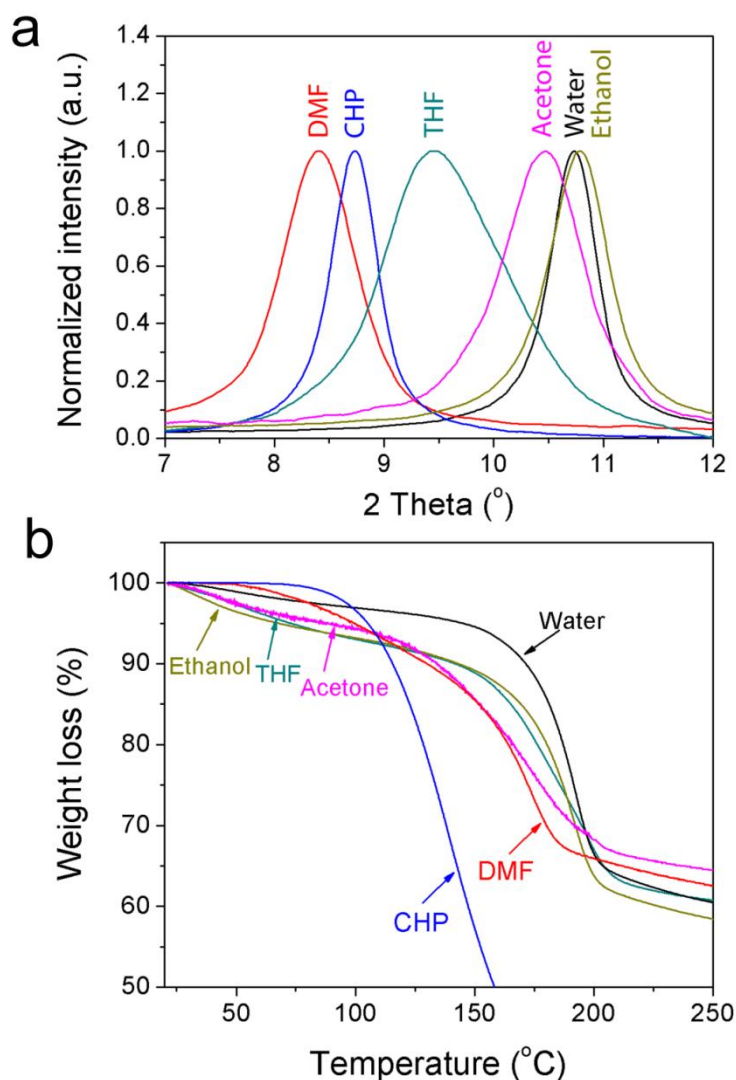 a
Normalized intensity (a.u.)
1.4
1.2
1.0
0.8
0.6
0.4
0.2
0.0
DMF
CHP
THF
Acetone
Water
Ethanol
7 8 9 10 11 12
2 Theta (°)
b
Weight loss (%)
100
90
80
70
60
50
Water
Ethanol
THF
Acetone
DMF
CHP
50 100 150 200 250
Temperature (°C)